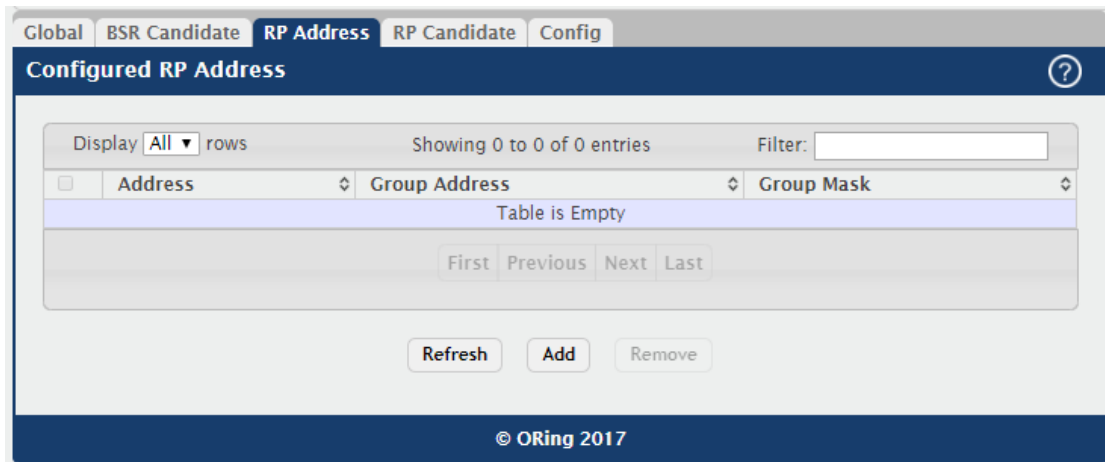 Global BSR Candidate RP Address RP Candidate Config
Configured RP Address ?
Display All ▼ rows Showing 0 to 0 of 0 entries Filter:
Address Group Address Group Mask
Table is Empty
First Previous Next Last
Refresh Add Remove
© ORing 2017